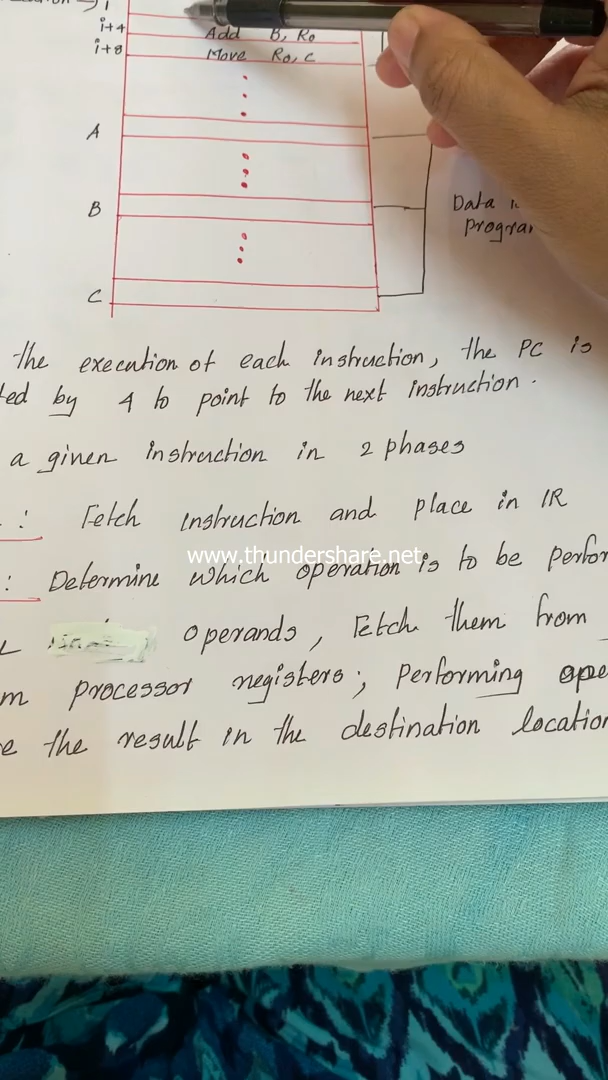 i
i+4 Add B, R0
i+8 Move R0, C
A
B
Data
progra
C
the execution of each instruction, the PC is
ted by 4 to point to the next instruction.
a given instruction in 2 phases
: Fetch instruction and place in IR
www.thundershare.net
: Determine which operation is to be perfor
operands, Fetch them from
m processor registers; performing ope
e the result in the destination location